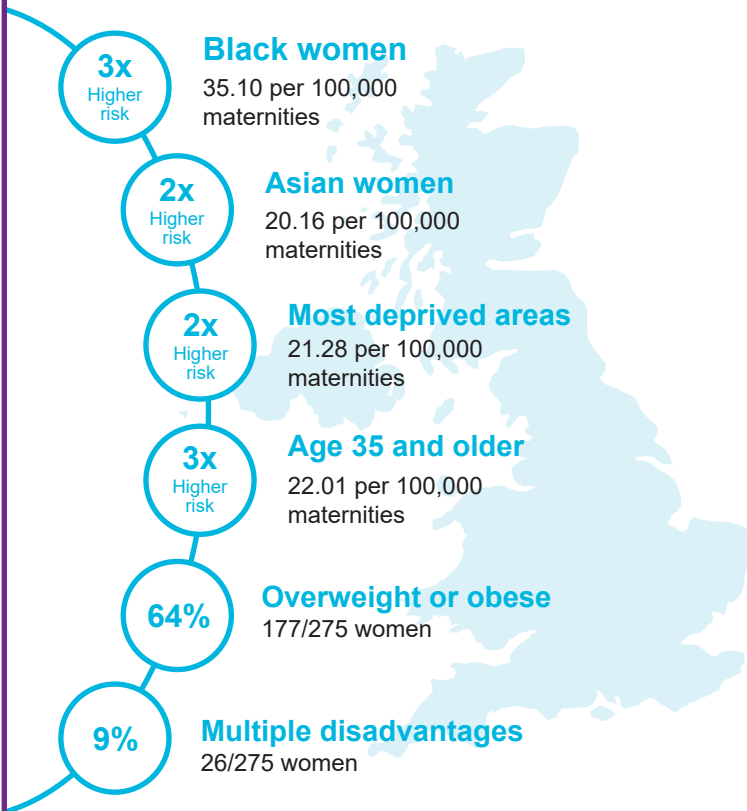 3x
Higher
risk
Black women
35.10 per 100,000
maternities
2x
Higher
risk
Asian women
20.16 per 100,000
maternities
2x
Higher
risk
Most deprived areas
21.28 per 100,000
maternities
3x
Higher
risk
Age 35 and older
22.01 per 100,000
maternities
64%
Overweight or obese
177/275 women
9%
Multiple disadvantages
26/275 women